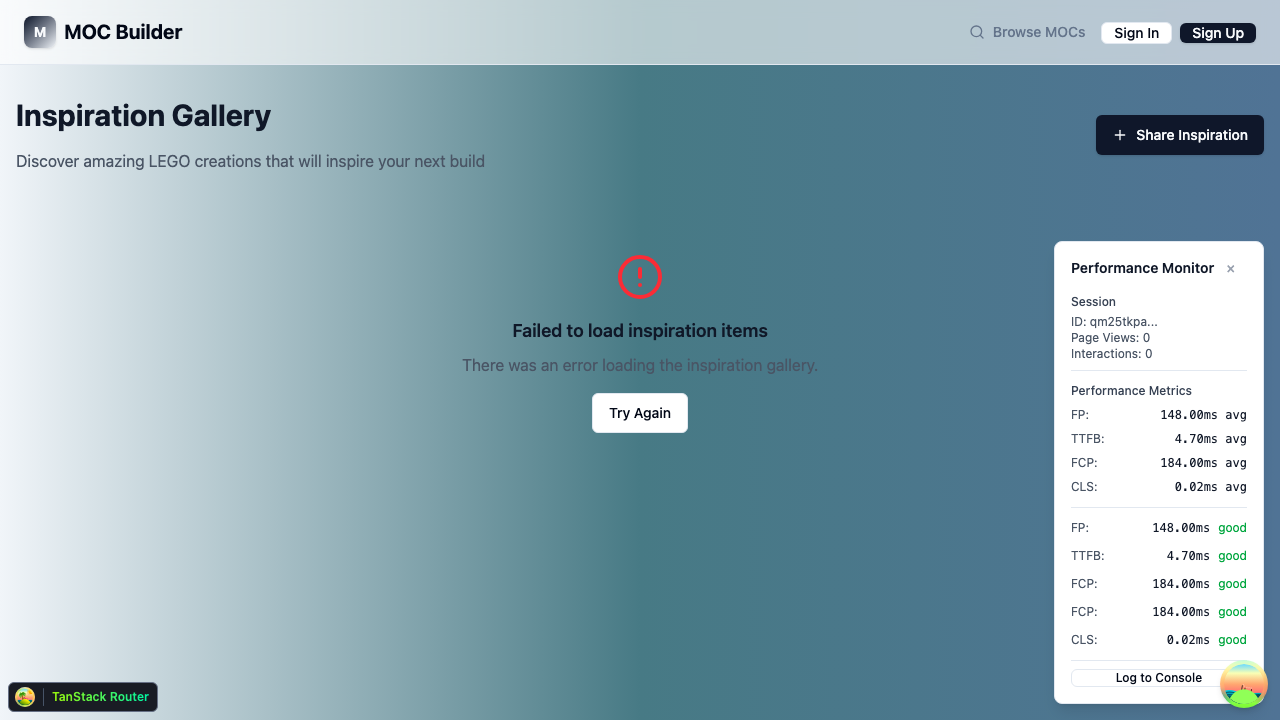 M MOC Builder
Browse MOCs
Sign In
Sign Up
Inspiration Gallery
Discover amazing LEGO creations that will inspire your next build
Share Inspiration
Failed to load inspiration items
There was an error loading the inspiration gallery.
Try Again
Performance Monitor ×
Session
ID: qm25tkpa...
Page Views: 0
Interactions: 0
Performance Metrics
FP: 148.00ms avg
TTFB: 4.70ms avg
FCP: 184.00ms avg
CLS: 0.02ms avg
FP: 148.00ms good
TTFB: 4.70ms good
FCP: 184.00ms good
FCP: 184.00ms good
CLS: 0.02ms good
Log to Console
TanStack Router